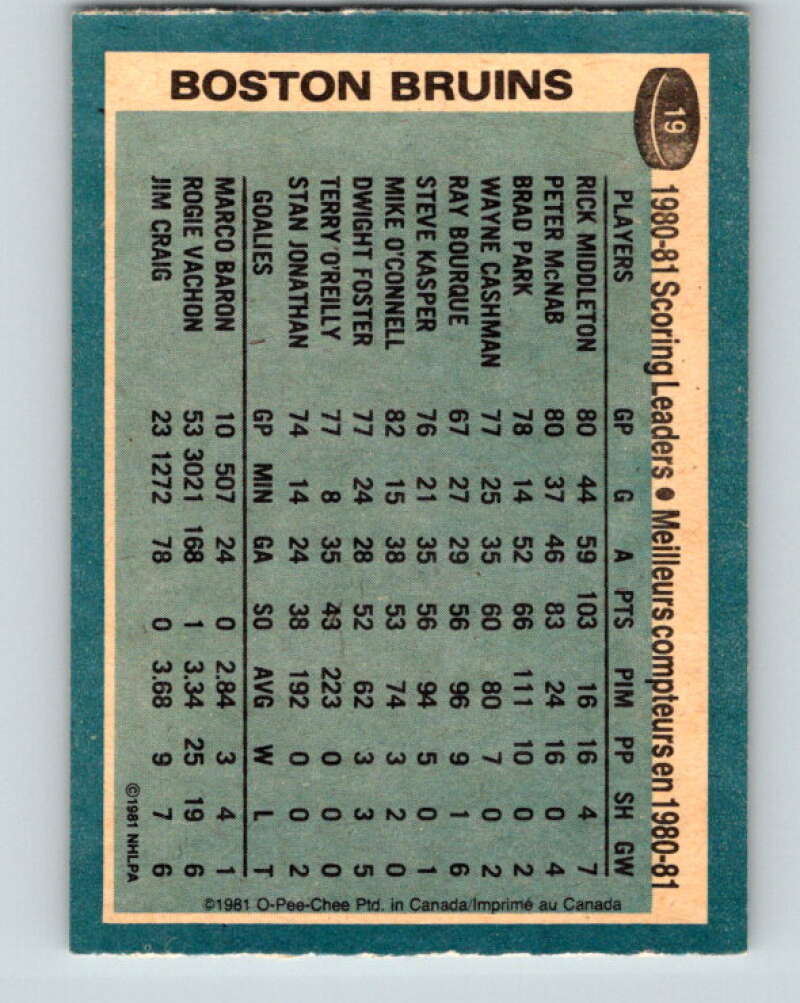 BOSTON BRUINS
19
1980-81 Scoring Leaders • Meilleurs compteurs en 1980-81
PLAYERS GP G A PTS PIM PP SH GW
RICK MIDDLETON 80 44 59 103 16 16 4 7
PETER McNAB 80 37 46 83 24 16 0 4
BRAD PARK 78 14 52 66 111 10 0 2
WAYNE CASHMAN 77 25 35 60 80 7 0 2
RAY BOURQUE 67 27 29 56 96 9 1 6
STEVE KASPER 76 21 35 56 94 5 0 1
MIKE O'CONNELL 82 15 38 53 74 3 2 0
DWIGHT FOSTER 77 24 28 52 62 3 3 5
TERRY O'REILLY 77 8 35 43 223 0 0 0
STAN JONATHAN 74 14 24 38 192 0 0 2
GOALIES GP MIN GA SO AVG W L T
MARCO BARON 10 507 24 0 2.84 3 4 1
ROGIE VACHON 53 3021 168 1 3.34 25 19 6
JIM CRAIG 23 1272 78 0 3.68 9 7 6
©1981 NHLPA
©1981 O-Pee-Chee Ptd. in Canada/Imprimé au Canada